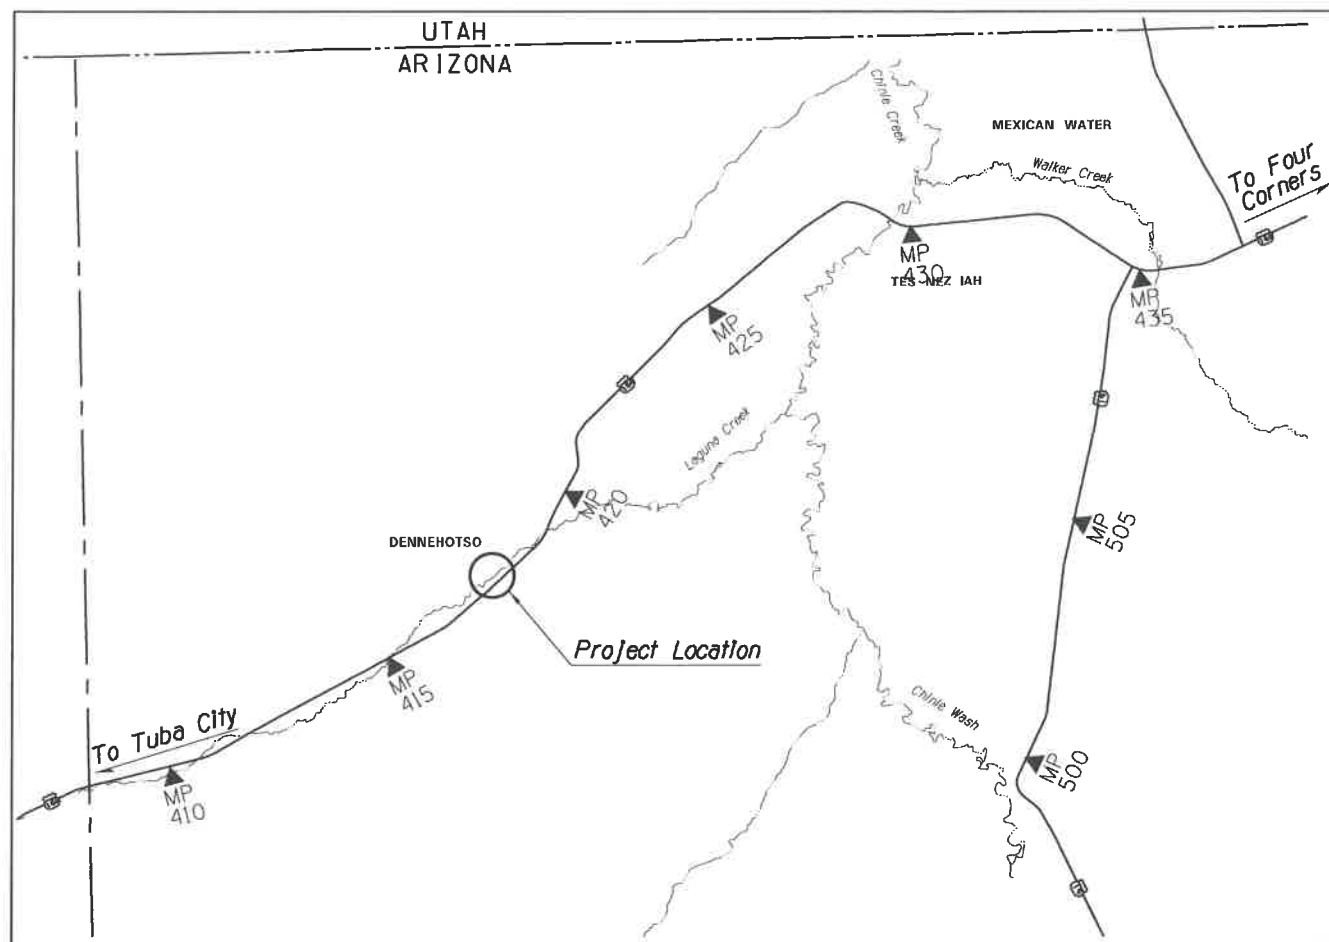 UTAH
ARIZONA
Chinle Creek
MEXICAN WATER
Walker Creek
To Four
Corners
MP
430
TES NEZ IAH
MP
435
MP
425
Laguna Creek
MP
420
MP
505
DENNEHOTSO
Project Location
MP
415
Chinle Wash
To Tuba City
MP
500
MP
410